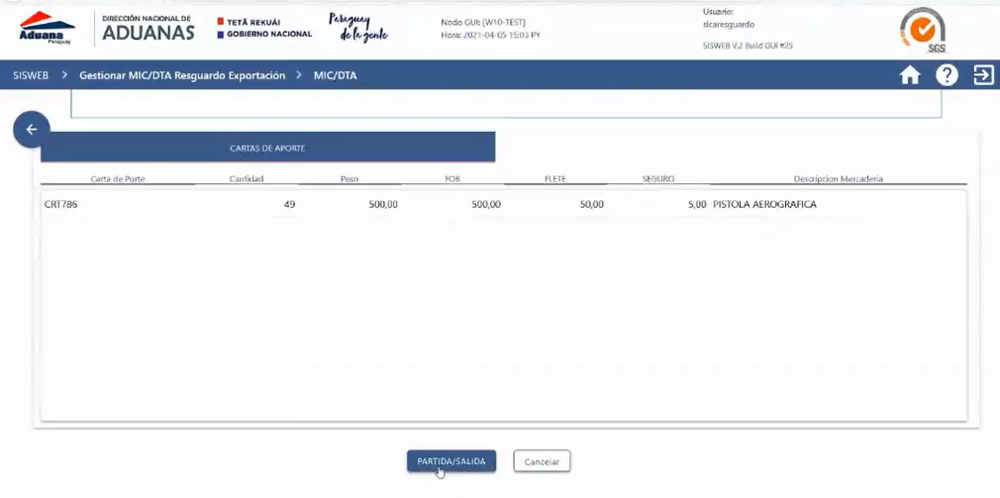 Aduana
Paraguay
DIRECCIÓN NACIONAL DE
ADUANAS
TETÃ REKUÁI
GOBIERNO NACIONAL
Paraguay
de la gente
Nodo GUI: [W10-TEST]
Hora: 2021-04-05 15:03 PY
Usuario:
slcaresguardo
SISWEB V.2 Build GUI #25
SGS
SISWEB > Gestionar MIC/DTA Resguardo Exportación > MIC/DTA
CARTAS DE APORTE
Carta de Porte Cantidad Peso FOB FLETE SEGURO Descripcion Mercaderia
CRT786 49 500,00 500,00 50,00 5,00 PISTOLA AEROGRAFICA
PARTIDA/SALIDA Cancelar